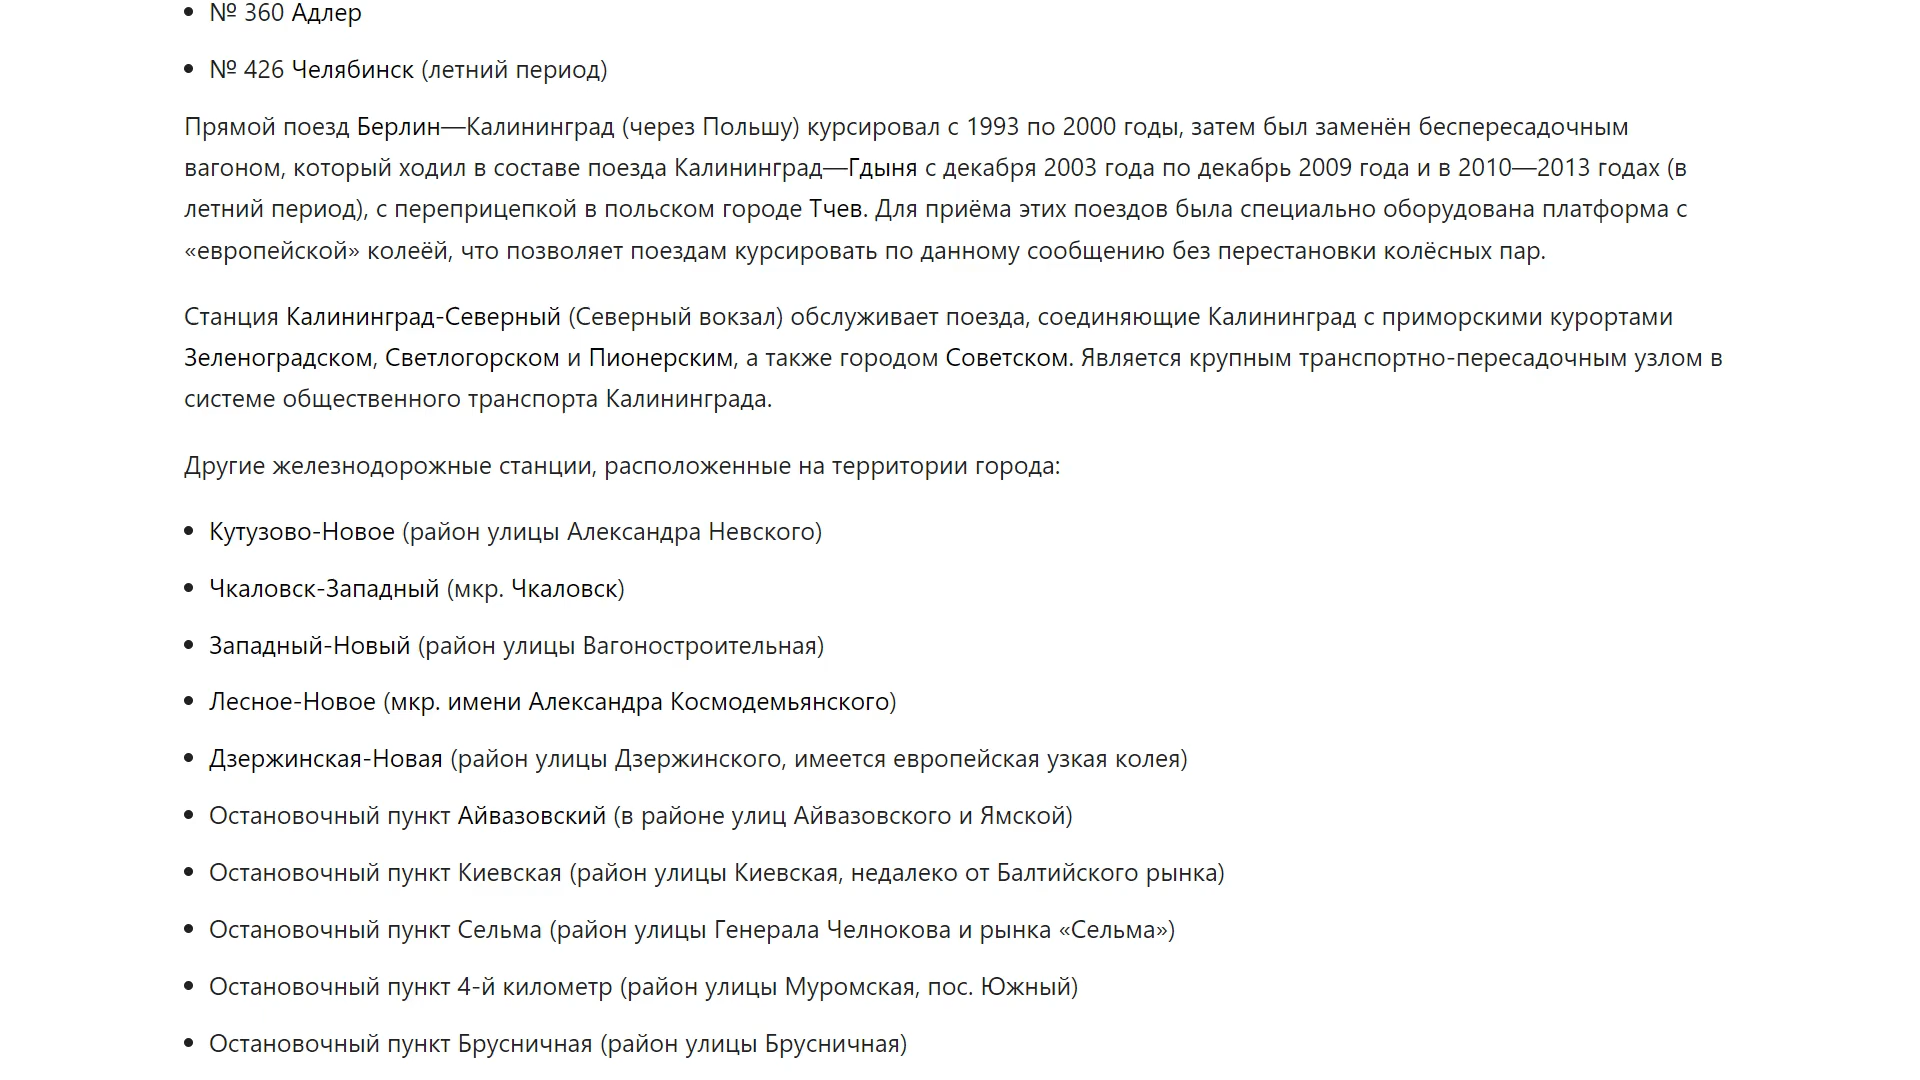 • № 360 Адлер
• № 426 Челябинск (летний период)
Прямой поезд Берлин—Калининград (через Польшу) курсировал с 1993 по 2000 годы, затем был заменён беспересадочным
вагоном, который ходил в составе поезда Калининград—Гдыня с декабря 2003 года по декабрь 2009 года и в 2010—2013 годах (в
летний период), с переприцепкой в польском городе Тчев. Для приёма этих поездов была специально оборудована платформа с
«европейской» колеёй, что позволяет поездам курсировать по данному сообщению без перестановки колёсных пар.
Станция Калининград-Северный (Северный вокзал) обслуживает поезда, соединяющие Калининград с приморскими курортами
Зеленоградском, Светлогорском и Пионерским, а также городом Советском. Является крупным транспортно-пересадочным узлом в
системе общественного транспорта Калининграда.
Другие железнодорожные станции, расположенные на территории города:
• Кутузово-Новое (район улицы Александра Невского)
• Чкаловск-Западный (мкр. Чкаловск)
• Западный-Новый (район улицы Вагоностроительная)
• Лесное-Новое (мкр. имени Александра Космодемьянского)
• Дзержинская-Новая (район улицы Дзержинского, имеется европейская узкая колея)
• Остановочный пункт Айвазовский (в районе улиц Айвазовского и Ямской)
• Остановочный пункт Киевская (район улицы Киевская, недалеко от Балтийского рынка)
• Остановочный пункт Сельма (район улицы Генерала Челнокова и рынка «Сельма»)
• Остановочный пункт 4-й километр (район улицы Муромская, пос. Южный)
• Остановочный пункт Брусничная (район улицы Брусничная)